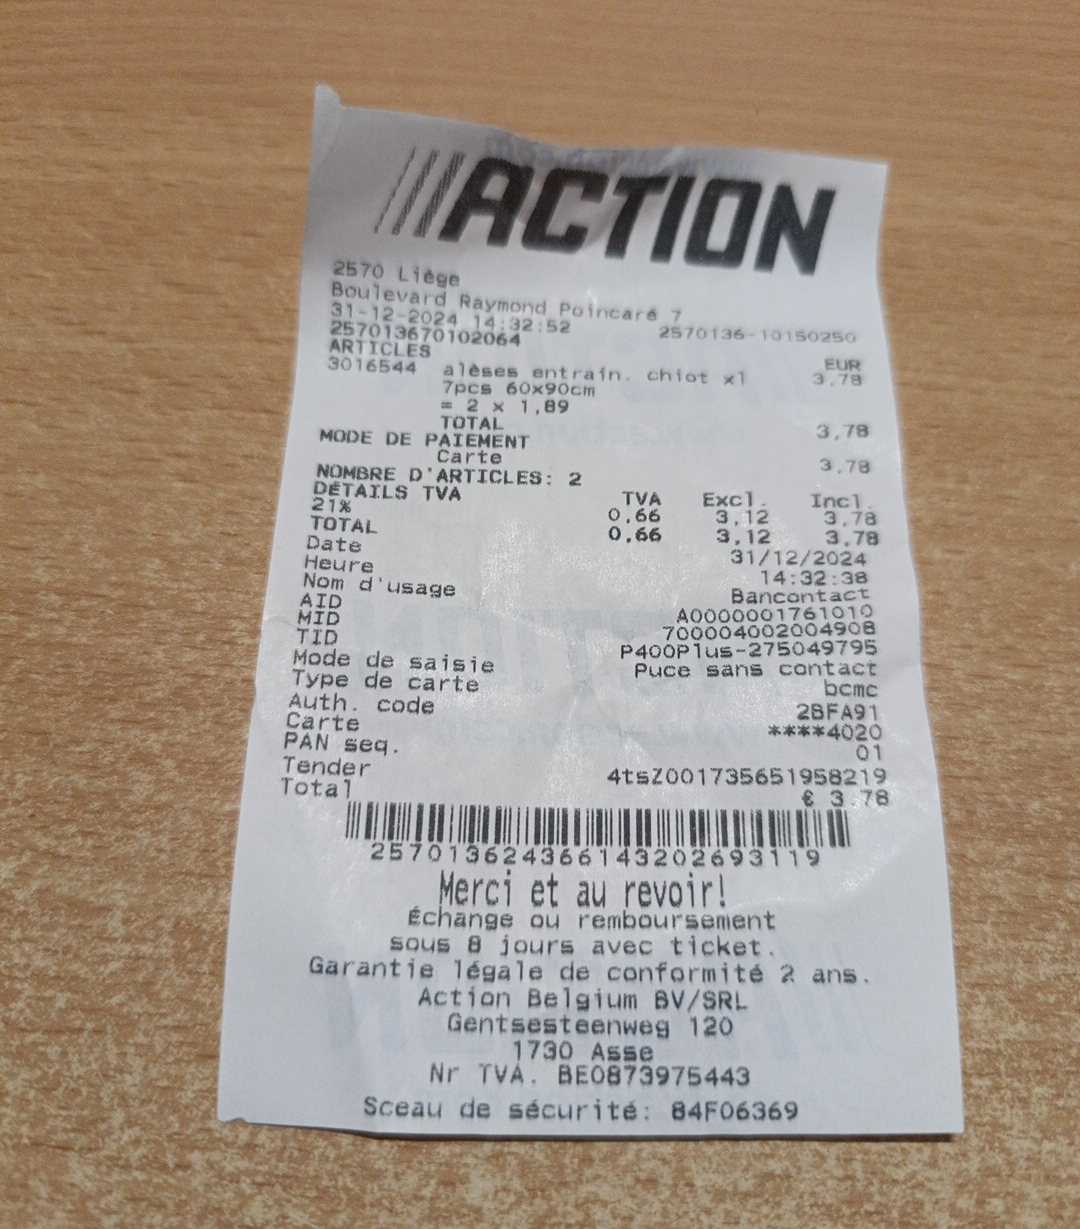 ///ACTION
2570 Liège
Boulevard Raymond Poincaré 7
31-12-2024 14:32:52 2570136-10150250
257013670102064
ARTICLES EUR
3016544 alèses entrain. chiot x1 3,78
7pcs 60x90cm
= 2 x 1,89
TOTAL 3,78
MODE DE PAIEMENT
Carte 3,78
NOMBRE D'ARTICLES: 2
DÉTAILS TVA TVA Excl. Incl.
21% 0,66 3,12 3,78
TOTAL 0,66 3,12 3,78
Date 31/12/2024
Heure 14:32:38
Nom d'usage Bancontact
AID A0000001761010
MID 700004002004908
TID P400Plus-275049795
Mode de saisie Puce sans contact
Type de carte bcmc
Auth. code 2BFA91
Carte ****4020
PAN seq. 01
Tender 4tsZ001735651958219
Total € 3.78
257013624366143202693119
Merci et au revoir!
Échange ou remboursement
sous 8 jours avec ticket.
Garantie légale de conformité 2 ans.
Action Belgium BV/SRL
Gentsesteenweg 120
1730 Asse
Nr TVA. BE0873975443
Sceau de sécurité: 84F06369